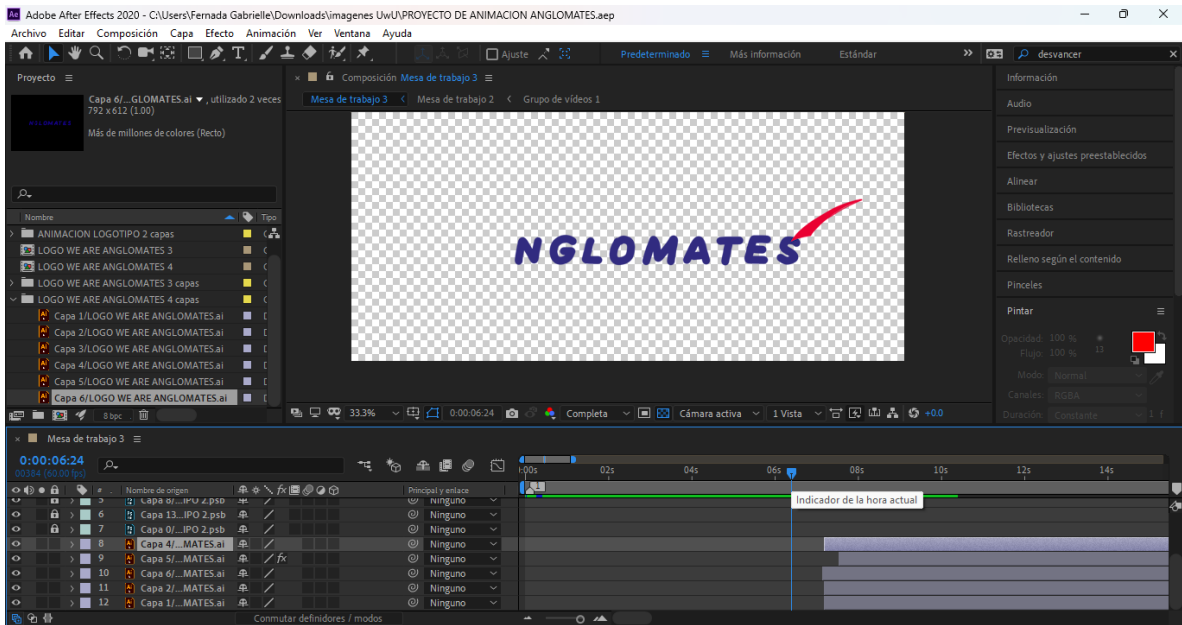 Adobe After Effects 2020 - C:\Users\Fernada Gabrielle\Downloads\imagenes UwU\PROYECTO DE ANIMACION ANGLOMATES.aep
Archivo Editar Composición Capa Efecto Animación Ver Ventana Ayuda
Ajuste Predeterminado Más información Estándar desvancer
Proyecto
Capa 6/...GLOMATES.ai ▼, utilizado 2 veces
792 x 612 (1.00)
Más de millones de colores (Recto)
Nombre Tipo
ANIMACION LOGOTIPO 2 capas
LOGO WE ARE ANGLOMATES 3
LOGO WE ARE ANGLOMATES 4
LOGO WE ARE ANGLOMATES 3 capas
LOGO WE ARE ANGLOMATES 4 capas
Capa 1/LOGO WE ARE ANGLOMATES.ai
Capa 2/LOGO WE ARE ANGLOMATES.ai
Capa 3/LOGO WE ARE ANGLOMATES.ai
Capa 4/LOGO WE ARE ANGLOMATES.ai
Capa 5/LOGO WE ARE ANGLOMATES.ai
Capa 6/LOGO WE ARE ANGLOMATES.ai
8 bpc
Composición Mesa de trabajo 3
Mesa de trabajo 3 Mesa de trabajo 2 Grupo de vídeos 1
NGLOMATES
33.3% 0:00:06:24 Completa Cámara activa 1 Vista +0.0
Información
Audio
Previsualización
Efectos y ajustes preestablecidos
Alinear
Bibliotecas
Rastreador
Relleno según el contenido
Pinceles
Pintar
Opacidad: 100 %
Flujo: 100 % 13
Modo: Normal
Canales: RGBA
Duración: Constante 1 f
Mesa de trabajo 3
0:00:06:24
00384 (60.00 fps)
# Nombre de origen Principal y enlace
:00s 02s 04s 06s 08s 10s 12s 14s
1
Indicador de la hora actual
5 Capa 8/...IPO 2.psb Ninguno
6 Capa 13...IPO 2.psb Ninguno
7 Capa 0/...IPO 2.psb Ninguno
8 Capa 4/...MATES.ai Ninguno
9 Capa 5/...MATES.ai fx Ninguno
10 Capa 6/...MATES.ai Ninguno
11 Capa 2/...MATES.ai Ninguno
12 Capa 1/...MATES.ai Ninguno
Conmutar definidores / modos